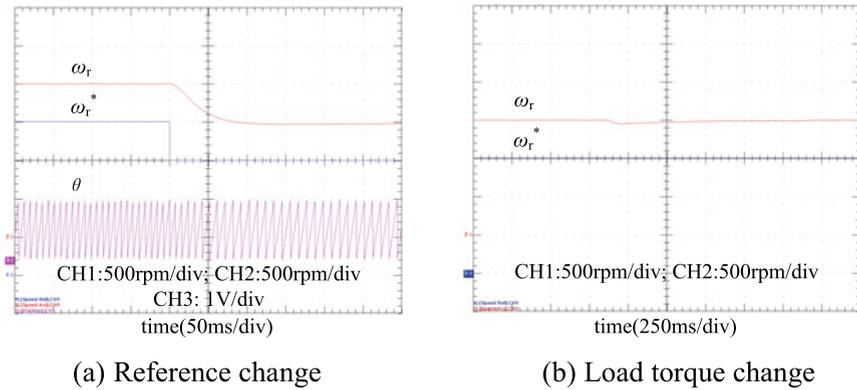 ωr
ωr*
θ
CH1:500rpm/div; CH2:500rpm/div
CH3: 1V/div
time(50ms/div)
(a) Reference change
ωr
ωr*
CH1:500rpm/div; CH2:500rpm/div
time(250ms/div)
(b) Load torque change